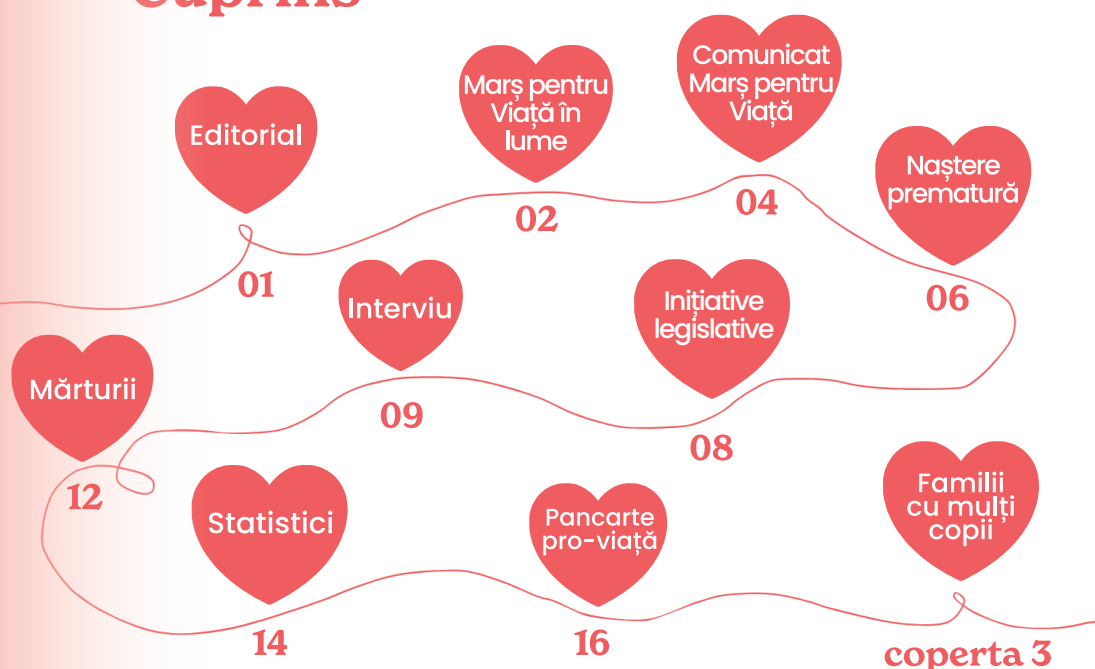 Cuprins
Editorial
01
Marș pentru
Viață în
lume
02
Comunicat
Marș pentru
Viață
04
Naștere
prematură
06
Inițiative
legislative
08
Interviu
09
Mărturii
12
Statistici
14
Pancarte
pro-viață
16
Familii
cu mulți
copii
coperta 3